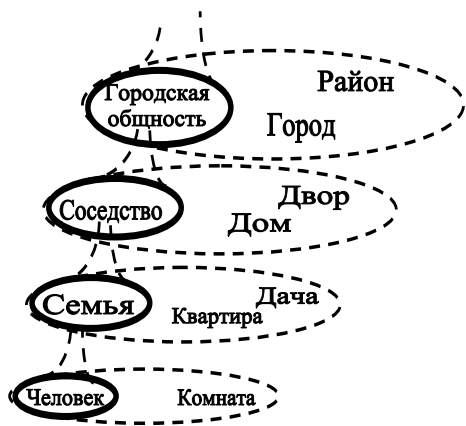 Городская
общность
Район
Город
Соседство
Двор
Дом
Семья
Дача
Квартира
Человек
Комната